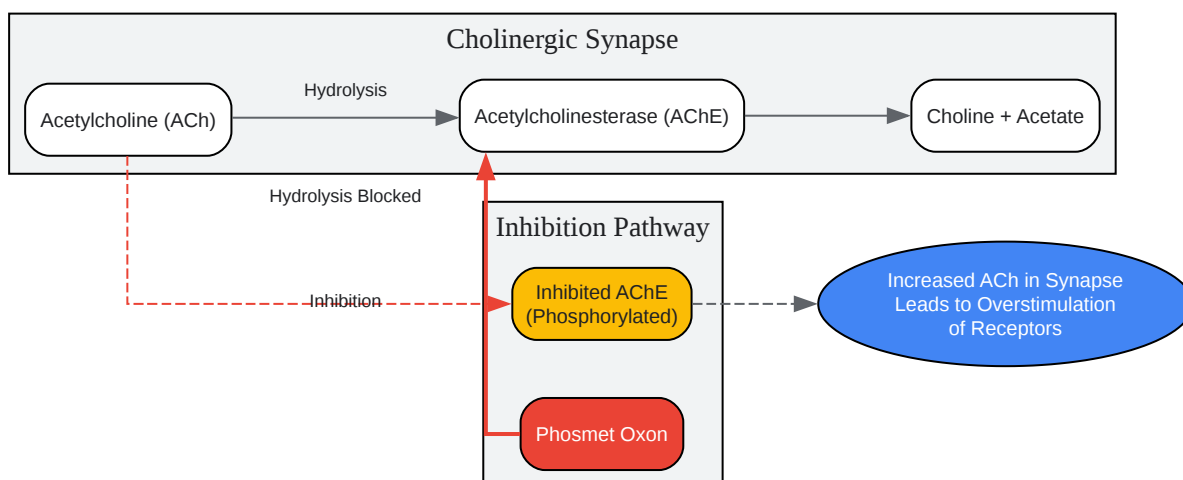 Cholinergic Synapse
Hydrolysis
Acetylcholine (ACh)
Acetylcholinesterase (AChE)
Choline + Acetate
Hydrolysis Blocked
Inhibition Pathway
Inhibition
Inhibited AChE
(Phosphorylated)
Increased ACh in Synapse
Leads to Overstimulation
of Receptors
Phosmet Oxon